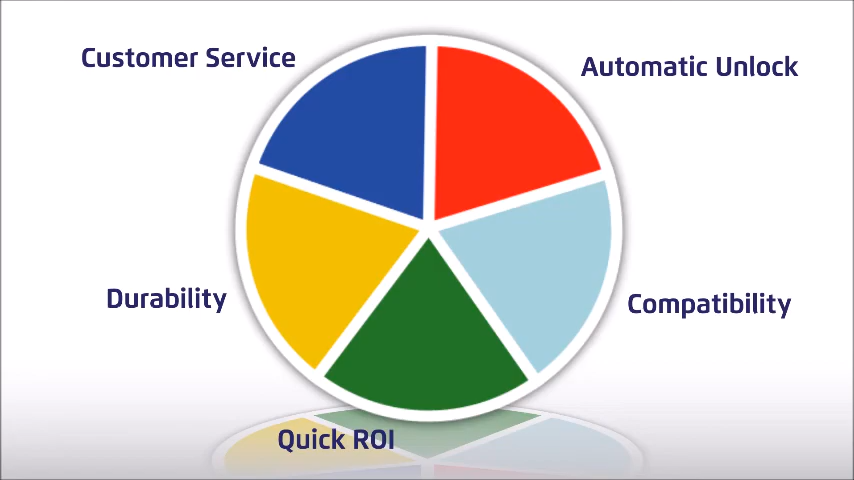 Customer Service
Automatic Unlock
Durability
Compatibility
Quick ROI